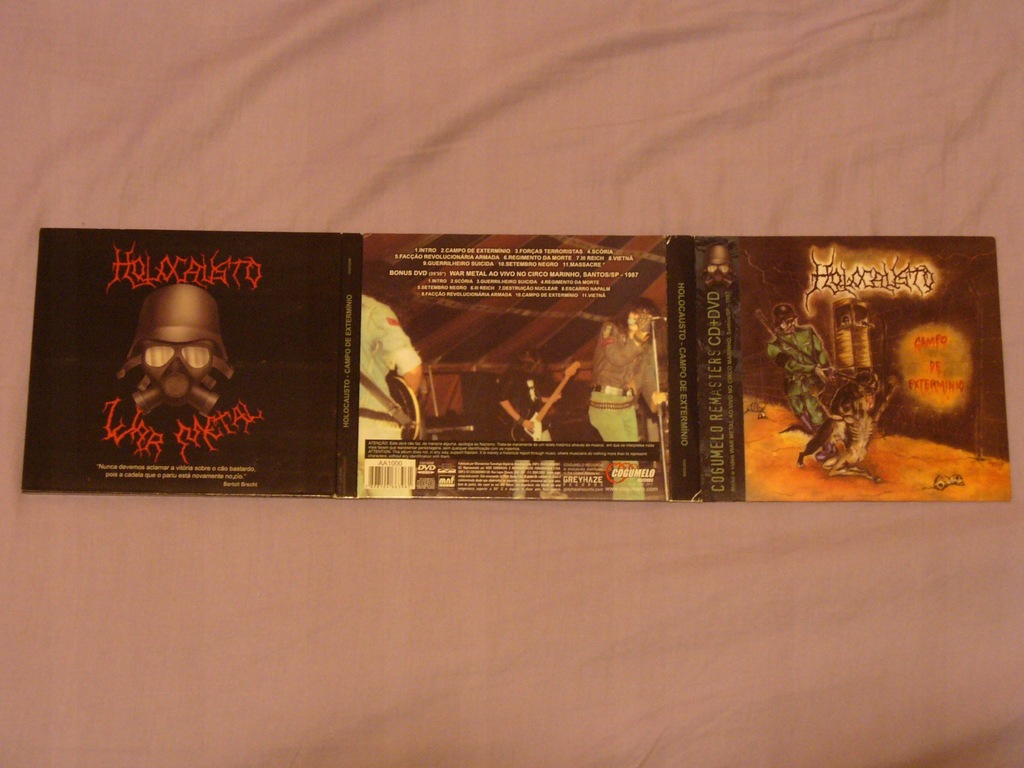 HOLOCAUSTO
WAR METAL
"Nunca devemos aclamar a vitória sobre o cão bastardo,
pois a cadela que o pariu está novamente no cio."
Bertolt Brecht
HOLOCAUSTO - CAMPO DE EXTERMÍNIO
1.INTRO 2.CAMPO DE EXTERMÍNIO 3.FORÇAS TERRORISTAS 4.SCÓRIA
5.FACÇÃO REVOLUCIONÁRIA ARMADA 6.REGIMENTO DA MORTE 7.III REICH 8.VIETNÃ
9.GUERRILHEIRO SUICIDA 10.SETEMBRO NEGRO 11.MASSACRE
BONUS DVD WAR METAL AO VIVO NO CIRCO MARINHO, SANTOS/SP - 1987
1.INTRO 2.SCÓRIA 3.GUERRILHEIRO SUICIDA 4.REGIMENTO DA MORTE
5.SETEMBRO NEGRO 6.III REICH 7.DESTRUIÇÃO NUCLEAR 8.ESCARRO NAPALM
9.FACÇÃO REVOLUCIONÁRIA ARMADA 10.CAMPO DE EXTERMÍNIO 11.VIETNÃ
AA1000
DVD
GREYHAZE
RECORDS
COGUMELO
HOLOCAUSTO - CAMPO DE EXTERMÍNIO
COGUMELO REMASTERS CD+DVD
HOLOCAUSTO
CAMPO
DE
EXTERMÍNIO